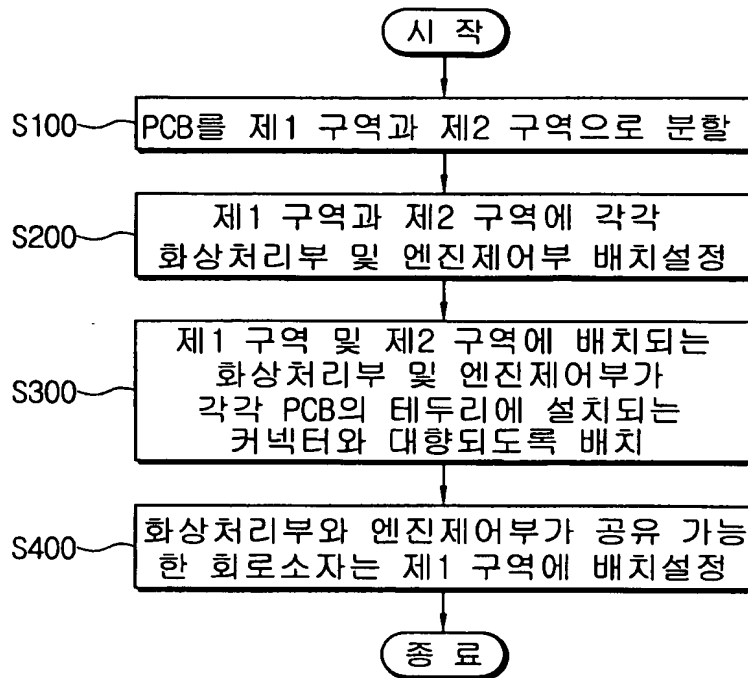 시 작
S100 PCB를 제1 구역과 제2 구역으로 분할
S200 제1 구역과 제2 구역에 각각
화상처리부 및 엔진제어부 배치설정
S300 제1 구역 및 제2 구역에 배치되는
화상처리부 및 엔진제어부가
각각 PCB의 테두리에 설치되는
커넥터와 대향되도록 배치
S400 화상처리부와 엔진제어부가 공유 가능
한 회로소자는 제1 구역에 배치설정
종 료